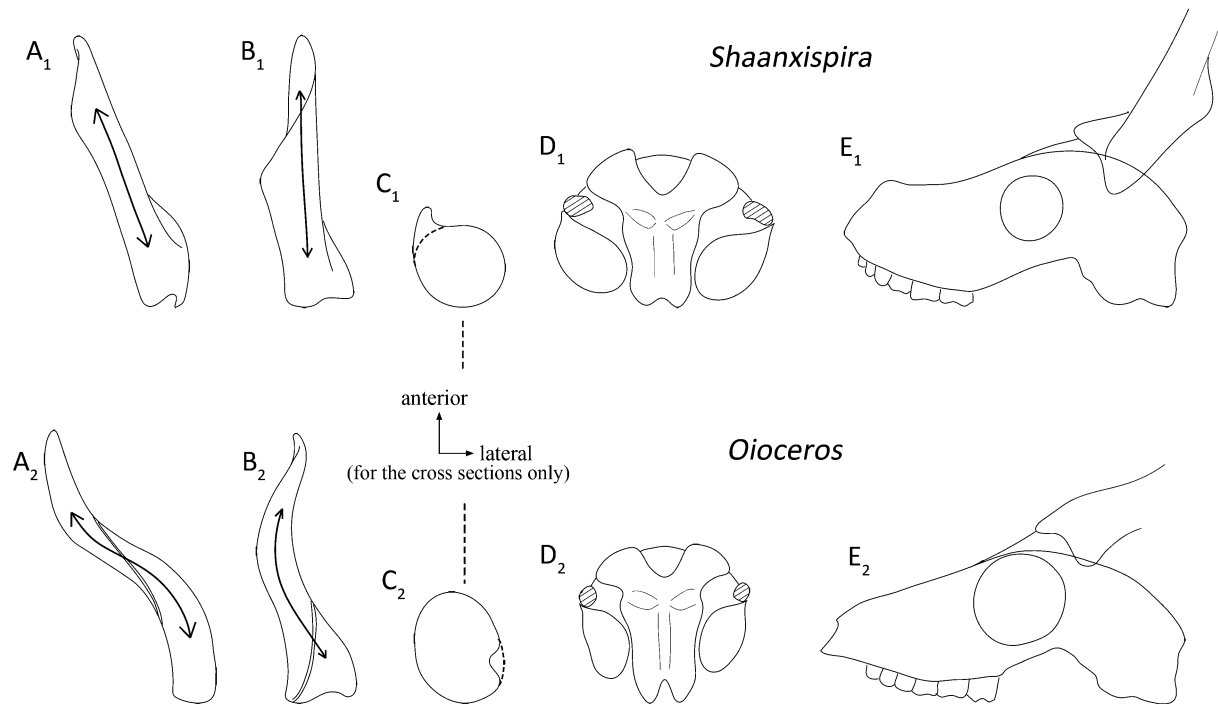 Shaanxispira
A1
B1
C1
D1
E1
anterior
lateral
(for the cross sections only)
Oioceros
A2
B2
C2
D2
E2